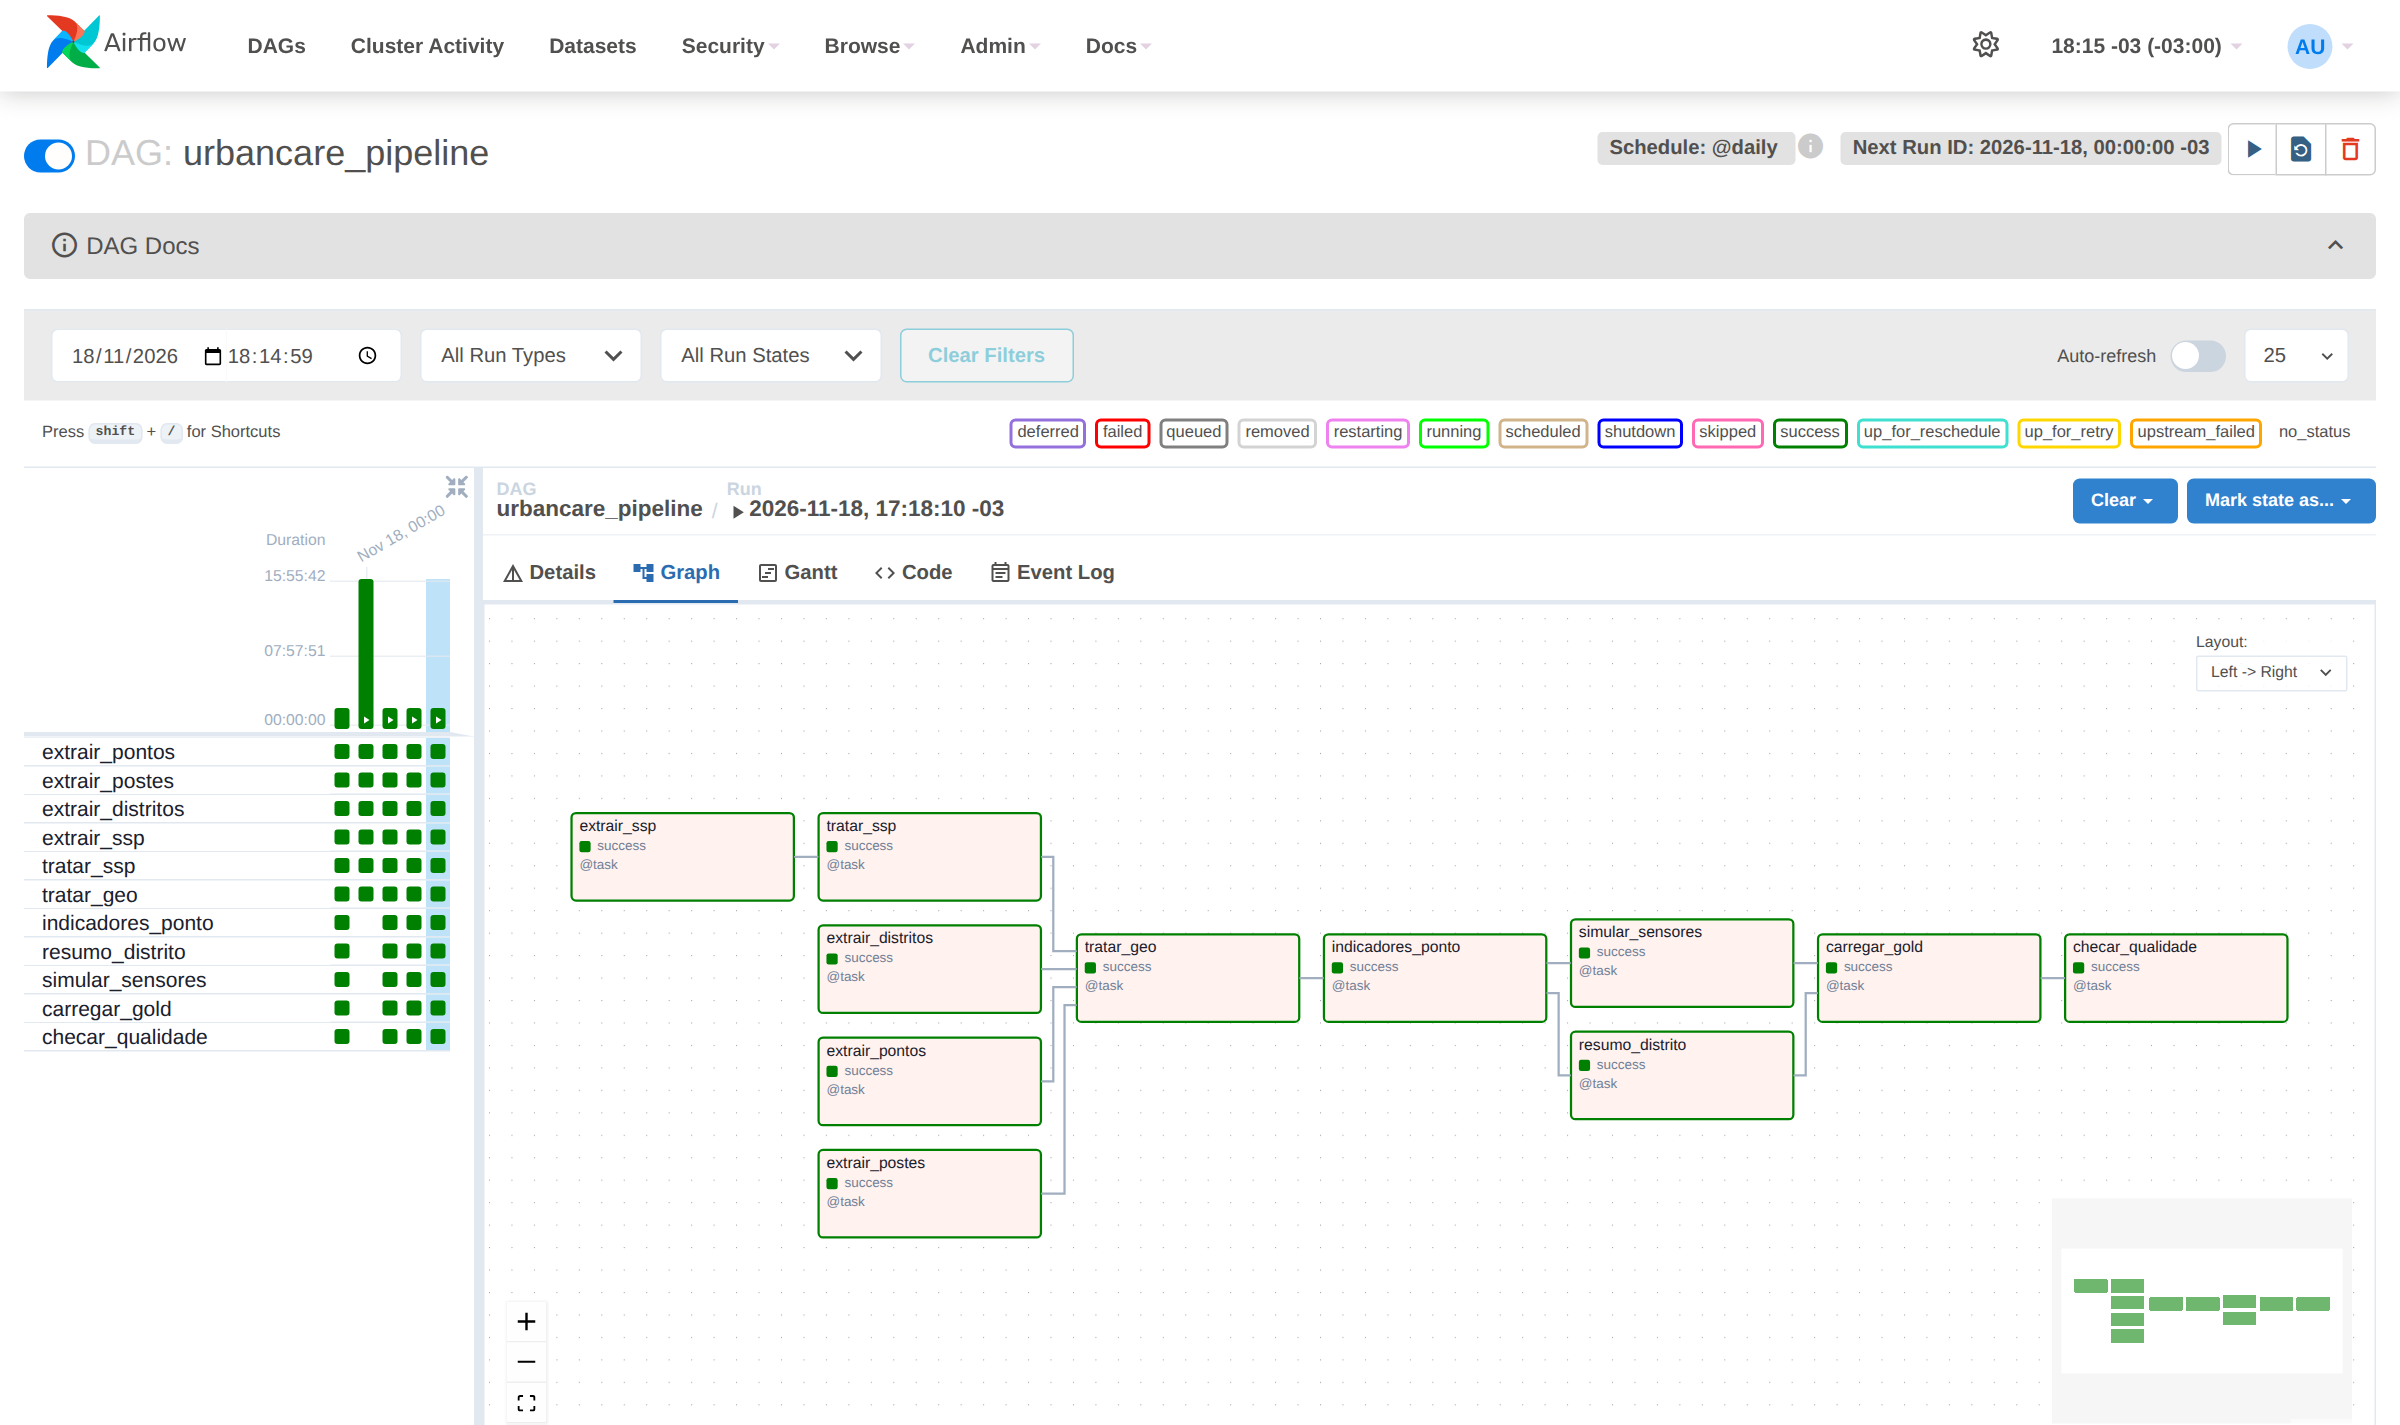 Airflow DAGs Cluster Activity Datasets Security Browse Admin Docs 18:15 -03 (-03:00) AU
DAG: urbancare_pipeline Schedule: @daily Next Run ID: 2026-11-18, 00:00:00 -03
DAG Docs
18/11/2026 18:14:59 All Run Types All Run States Clear Filters Auto-refresh 25
Press shift + / for Shortcuts deferred failed queued removed restarting running scheduled shutdown skipped success up_for_reschedule up_for_retry upstream_failed no_status
DAG Run
urbancare_pipeline / 2026-11-18, 17:18:10 -03 Clear Mark state as...
Nov 18, 00:00
Duration
15:55:42
07:57:51
00:00:00
extrair_pontos
extrair_postes
extrair_distritos
extrair_ssp
tratar_ssp
tratar_geo
indicadores_ponto
resumo_distrito
simular_sensores
carregar_gold
checar_qualidade
Details Graph Gantt Code Event Log
Layout:
Left -> Right
extrair_ssp
success
@task
tratar_ssp
success
@task
extrair_distritos
success
@task
extrair_pontos
success
@task
extrair_postes
success
@task
tratar_geo
success
@task
indicadores_ponto
success
@task
simular_sensores
success
@task
resumo_distrito
success
@task
carregar_gold
success
@task
checar_qualidade
success
@task